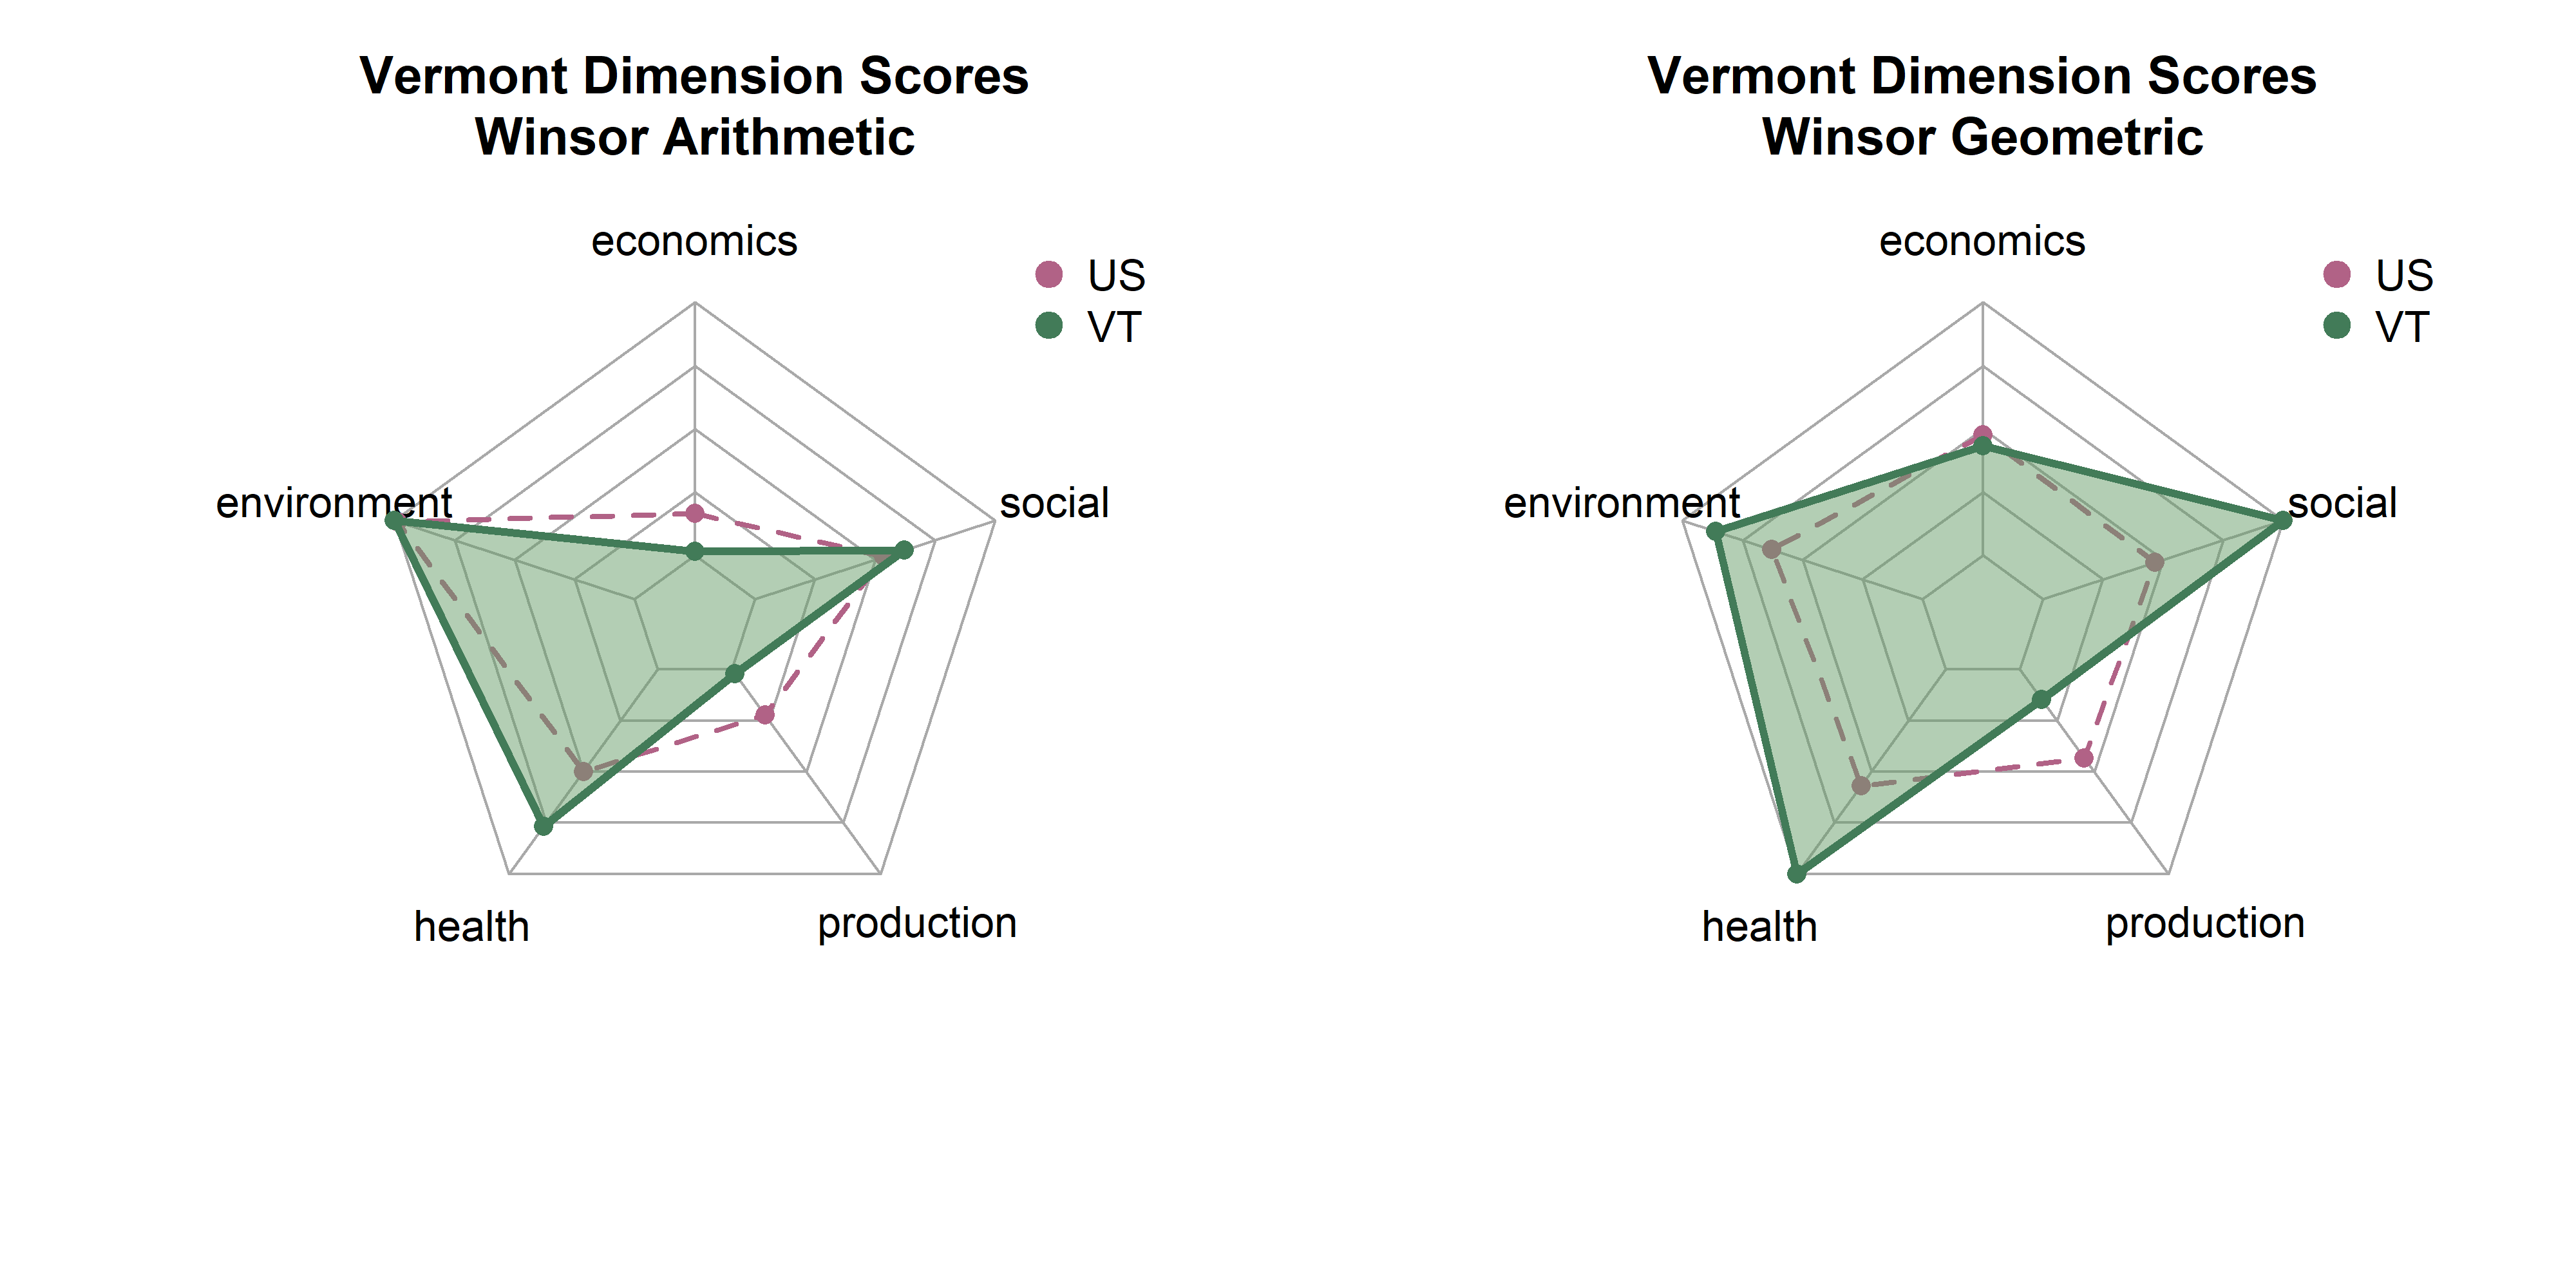 Vermont Dimension Scores
Winsor Arithmetic
economics
US
VT
environment
social
health
production
Vermont Dimension Scores
Winsor Geometric
economics
US
VT
environment
social
health
production